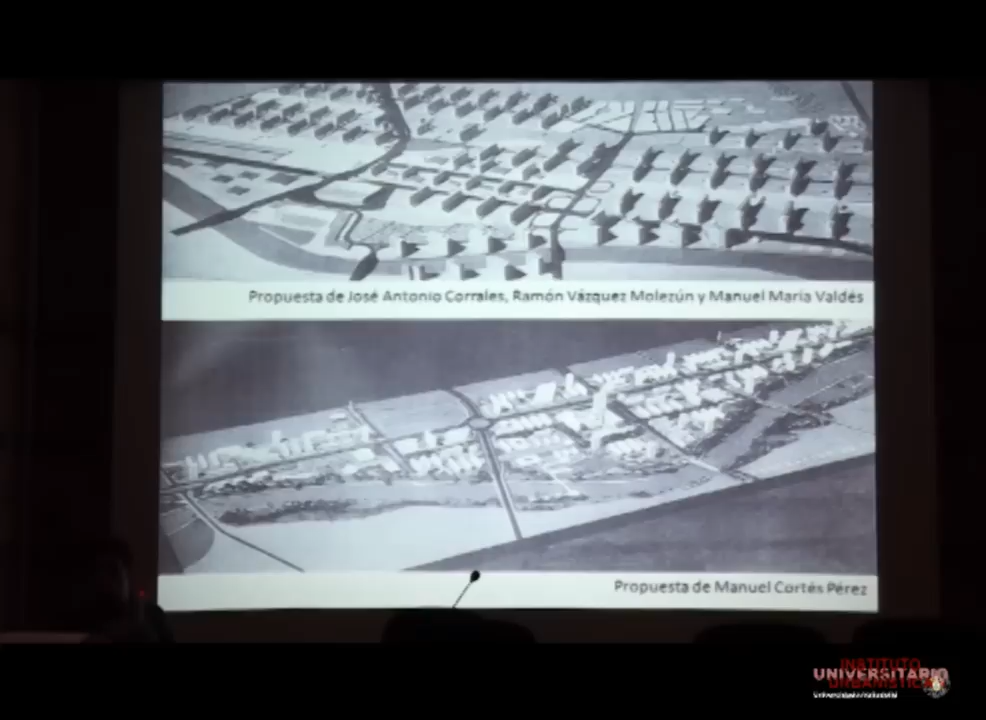 Propuesta de José Antonio Corrales, Ramón Vázquez Molezún y Manuel María Valdés
Propuesta de Manuel Cortés Pérez
INSTITUTO
UNIVERSITARIO